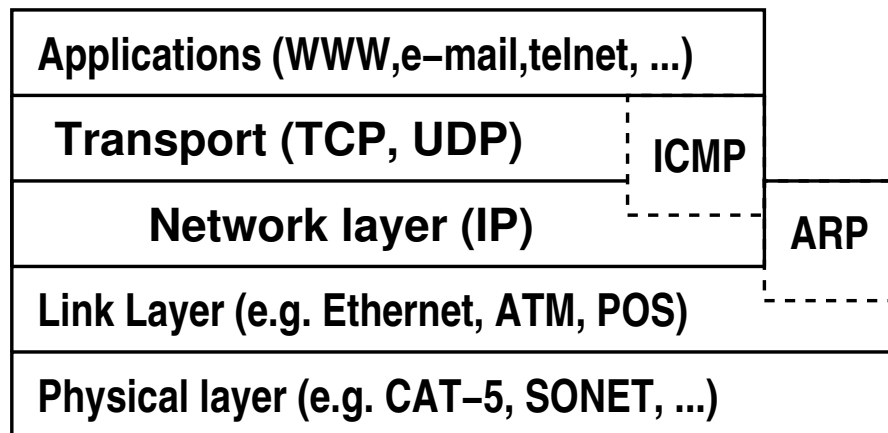 Applications (WWW,e−mail,telnet, ...)
Transport (TCP, UDP)
ICMP
Network layer (IP)
ARP
Link Layer (e.g. Ethernet, ATM, POS)
Physical layer (e.g. CAT−5, SONET, ...)